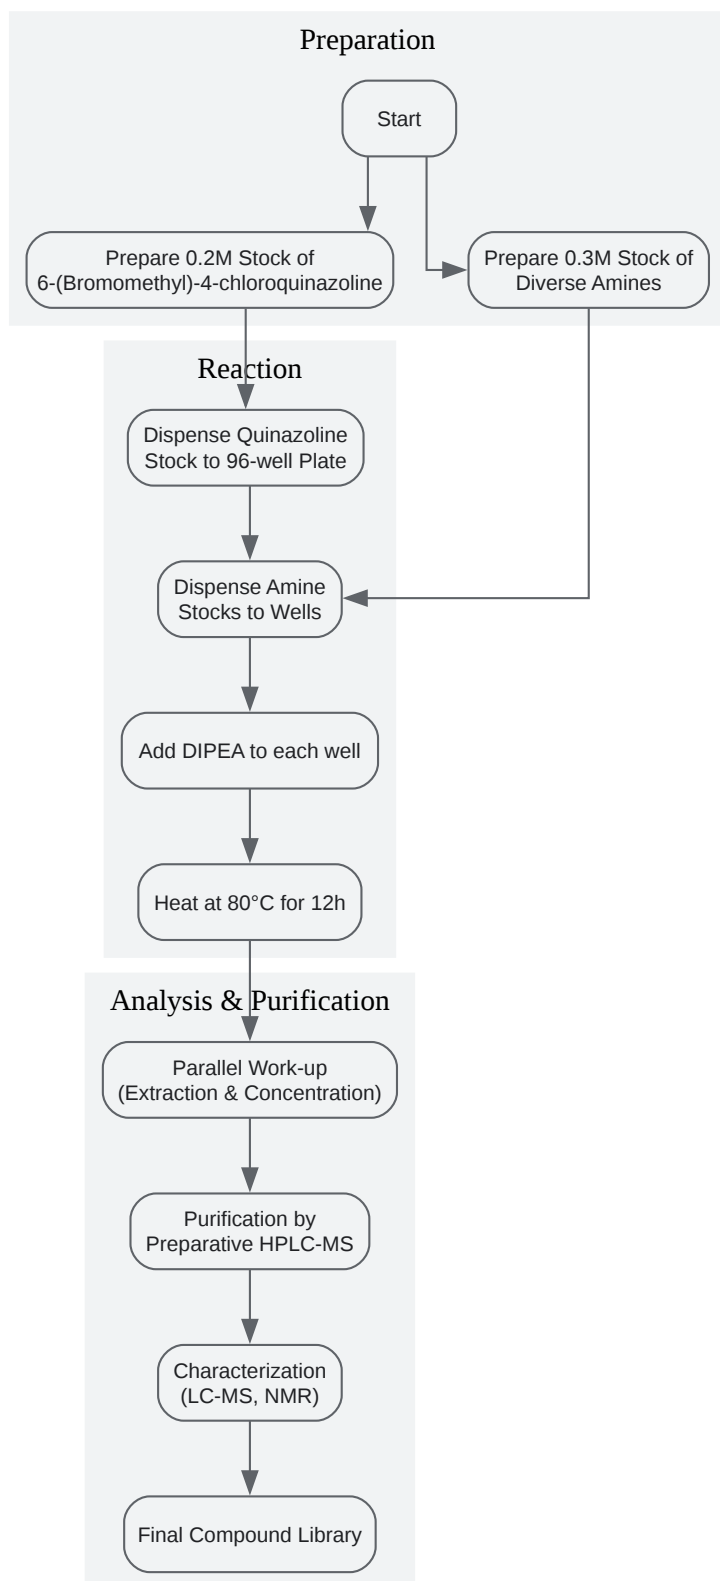 Preparation
Start
Prepare 0.2M Stock of
6-(Bromomethyl)-4-chloroquinazoline
Prepare 0.3M Stock of
Diverse Amines
Reaction
Dispense Quinazoline
Stock to 96-well Plate
Dispense Amine
Stocks to Wells
Add DIPEA to each well
Heat at 80°C for 12h
Analysis & Purification
Parallel Work-up
(Extraction & Concentration)
Purification by
Preparative HPLC-MS
Characterization
(LC-MS, NMR)
Final Compound Library